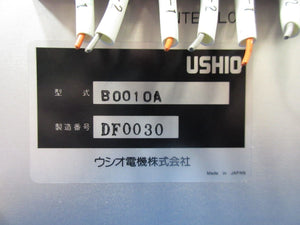 INTERLOC
USHIO
型式 B0010A
製造番号 DF0030
ウシオ電機株式会社
Made in JAPAN